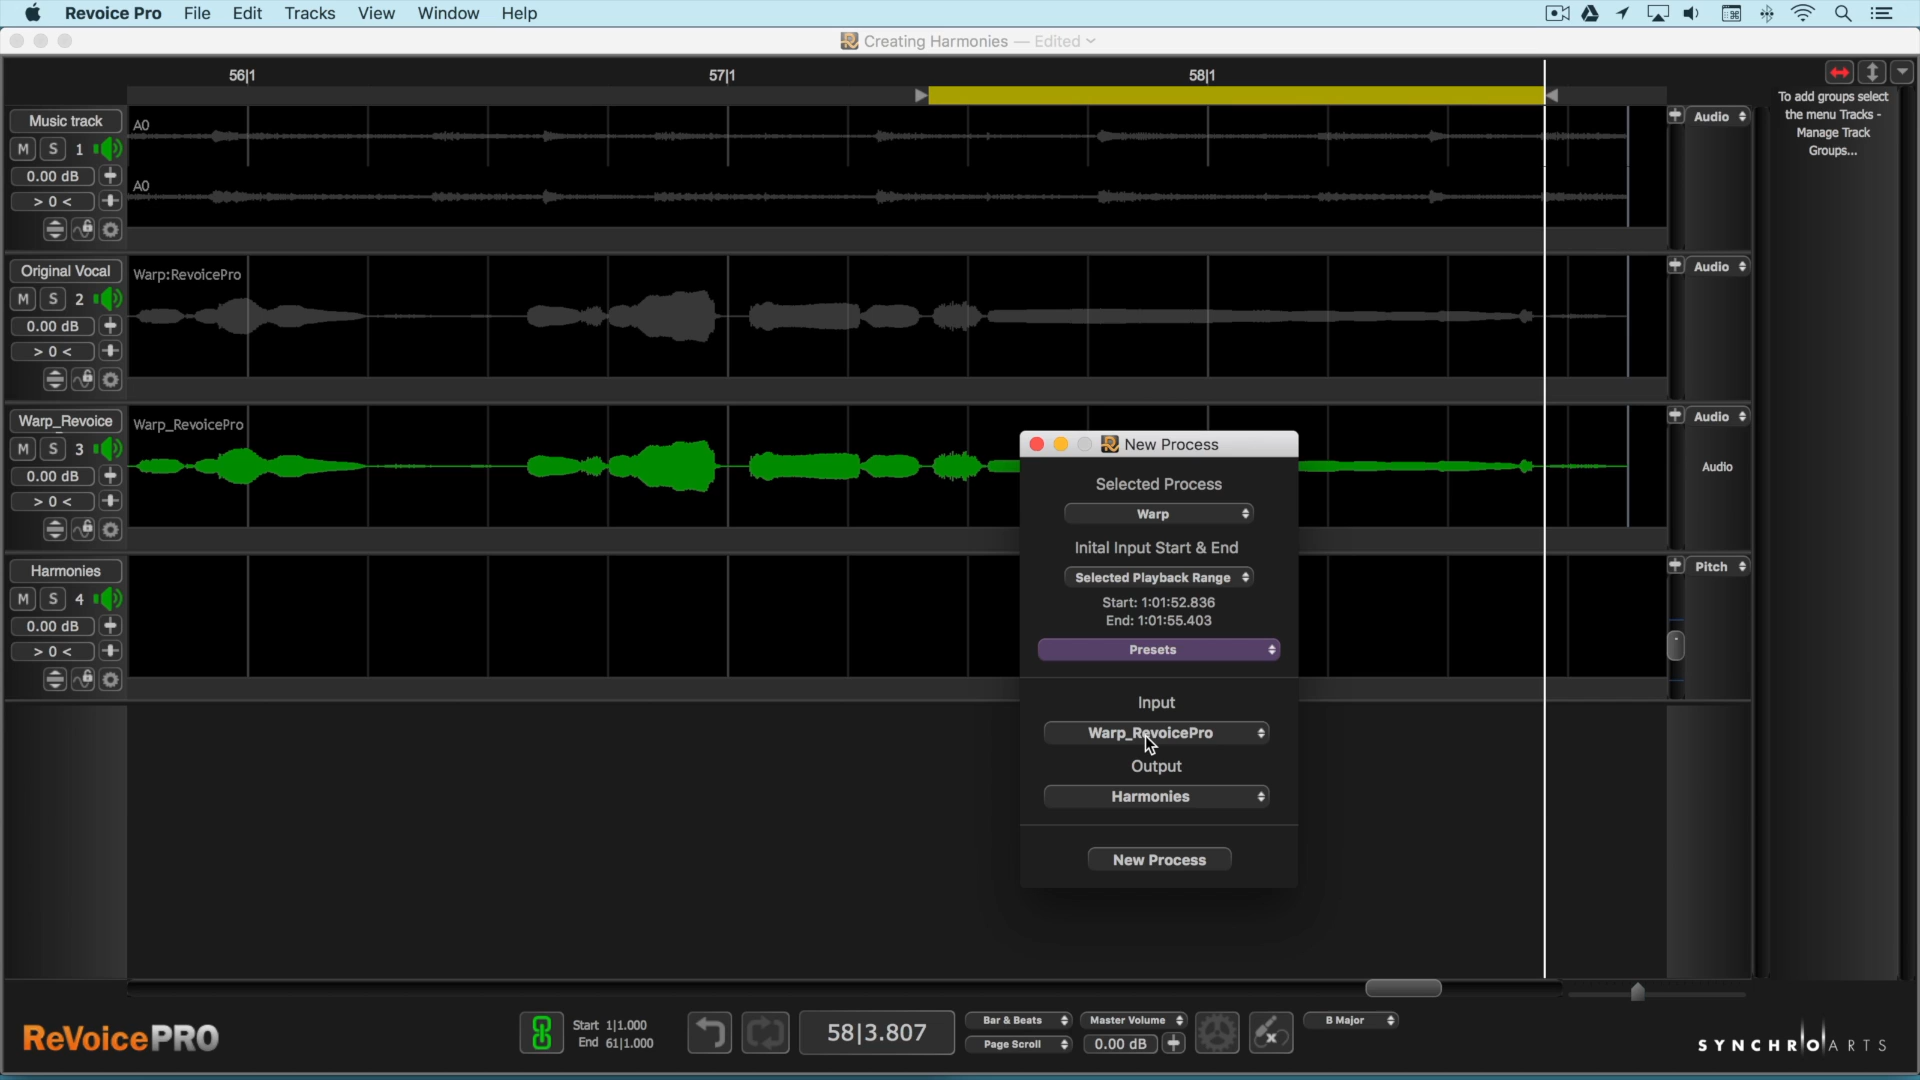 Revoice Pro File Edit Tracks View Window Help
Creating Harmonies — Edited
56|1 57|1 58|1
To add groups select
the menu Tracks -
Manage Track
Groups...
Music track
M S 1
0.00 dB
> 0 <
A0
A0
Audio
Original Vocal
M S 2
0.00 dB
> 0 <
Warp:RevoicePro
Audio
Warp_Revoice
M S 3
0.00 dB
> 0 <
Warp_RevoicePro
Audio
Audio
Harmonies
M S 4
0.00 dB
> 0 <
Pitch
New Process
Selected Process
Warp
Inital Input Start & End
Selected Playback Range
Start: 1:01:52.836
End: 1:01:55.403
Presets
Input
Warp_RevoicePro
Output
Harmonies
New Process
ReVoicePRO
Start 1|1.000
End 61|1.000
58|3.807
Bar & Beats
Page Scroll
Master Volume
0.00 dB
B Major
SYNCHROARTS